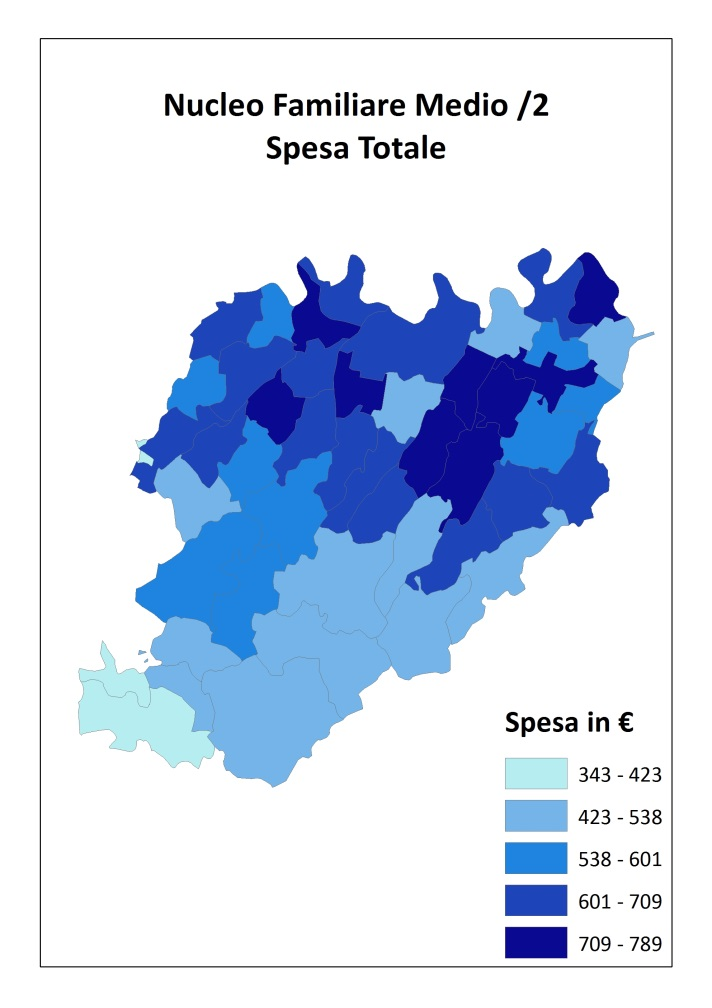 Nucleo Familiare Medio /2
Spesa Totale
Spesa in €
343 - 423
423 - 538
538 - 601
601 - 709
709 - 789